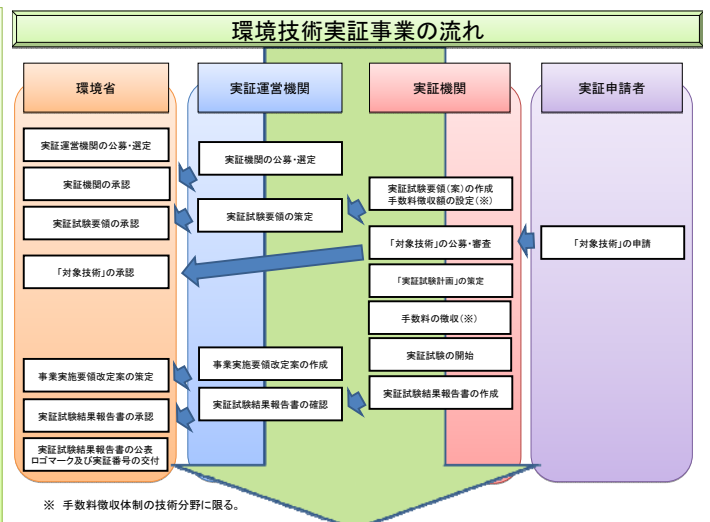 環境技術実証事業の流れ
環境省
実証運営機関
実証機関
実証申請者
実証運営機関の公募・選定
実証機関の公募・選定
実証機関の承認
実証試験要領(案)の作成
手数料徴収額の設定(※)
実証試験要領の承認
実証試験要領の策定
「対象技術」の公募・審査
「対象技術」の申請
「対象技術」の承認
「実証試験計画」の策定
手数料の徴収(※)
実証試験の開始
事業実施要領改定案の策定
事業実施要領改定案の作成
実証試験結果報告書の作成
実証試験結果報告書の承認
実証試験結果報告書の確認
実証試験結果報告書の公表
ロゴマーク及び実証番号の交付
※ 手数料徴収体制の技術分野に限る。